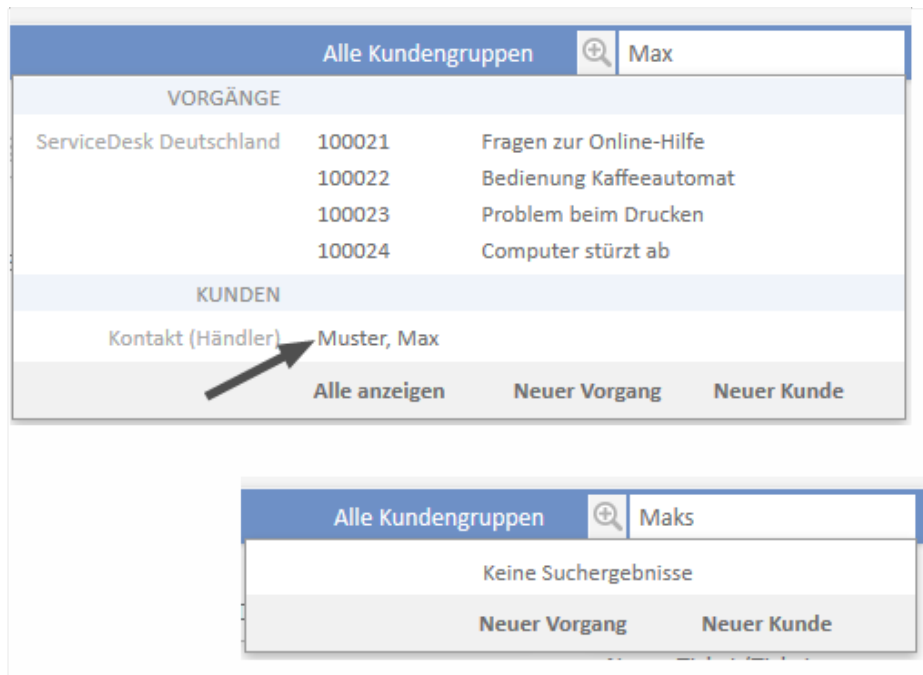 Alle Kundengruppen Max
VORGÄNGE
ServiceDesk Deutschland 100021 Fragen zur Online-Hilfe
100022 Bedienung Kaffeeautomat
100023 Problem beim Drucken
100024 Computer stürzt ab
KUNDEN
Kontakt (Händler) Muster, Max
Alle anzeigen Neuer Vorgang Neuer Kunde
Alle Kundengruppen Maks
Keine Suchergebnisse
Neuer Vorgang Neuer Kunde